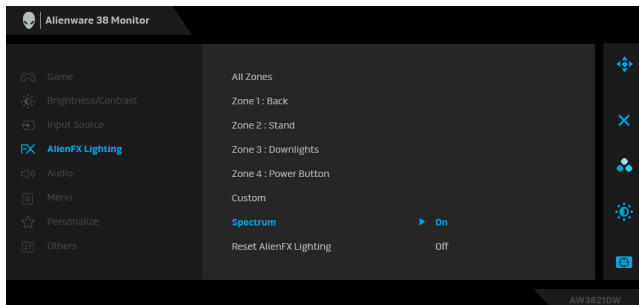 Alienware 38 Monitor
Game
Brightness/Contrast
Input Source
AlienFX Lighting
Audio
Menu
Personalize
Others
All Zones
Zone 1 : Back
Zone 2 : Stand
Zone 3 : Downlights
Zone 4 : Power Button
Custom
Spectrum On
Reset AlienFX Lighting Off
AW3821DW